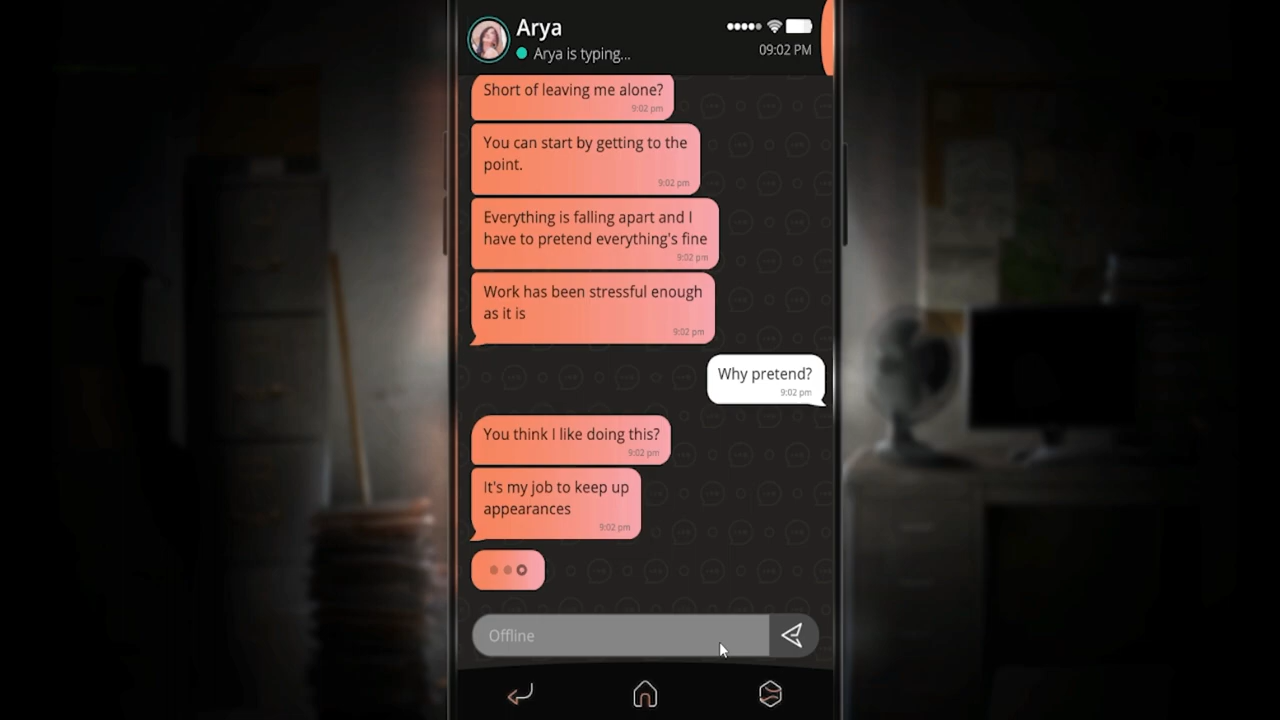 Arya
Arya is typing...
09:02 PM
Short of leaving me alone?
9:02 pm
You can start by getting to the
point.
9:02 pm
Everything is falling apart and I
have to pretend everything's fine
9:02 pm
Work has been stressful enough
as it is
9:02 pm
Why pretend?
9:02 pm
You think I like doing this?
9:02 pm
It's my job to keep up
appearances
9:02 pm
Offline